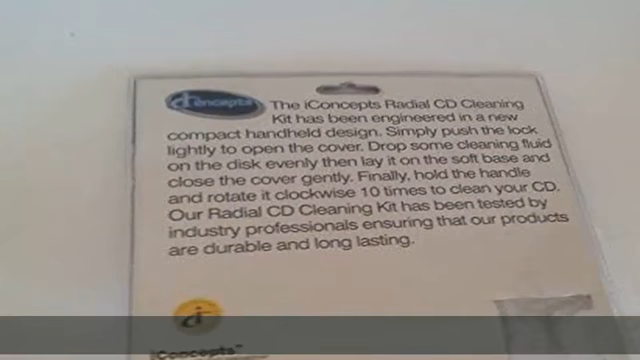 iConcepts
The iConcepts Radial CD Cleaning
Kit has been engineered in a new
compact handheld design. Simply push the lock
lightly to open the cover. Drop some cleaning fluid
on the disk evenly then lay it on the soft base and
close the cover gently. Finally, hold the handle
and rotate it clockwise 10 times to clean your CD.
Our Radial CD Cleaning Kit has been tested by
industry professionals ensuring that our products
are durable and long lasting.
iConcepts™